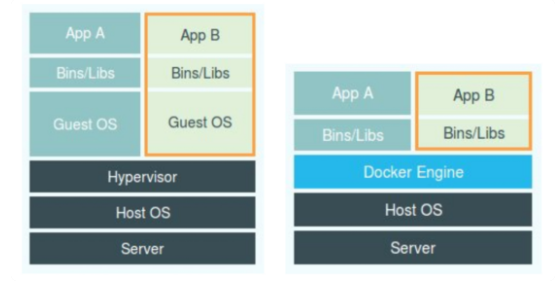 App A
App B
Bins/Libs
Bins/Libs
Guest OS
Guest OS
Hypervisor
Host OS
Server
App A
App B
Bins/Libs
Bins/Libs
Docker Engine
Host OS
Server